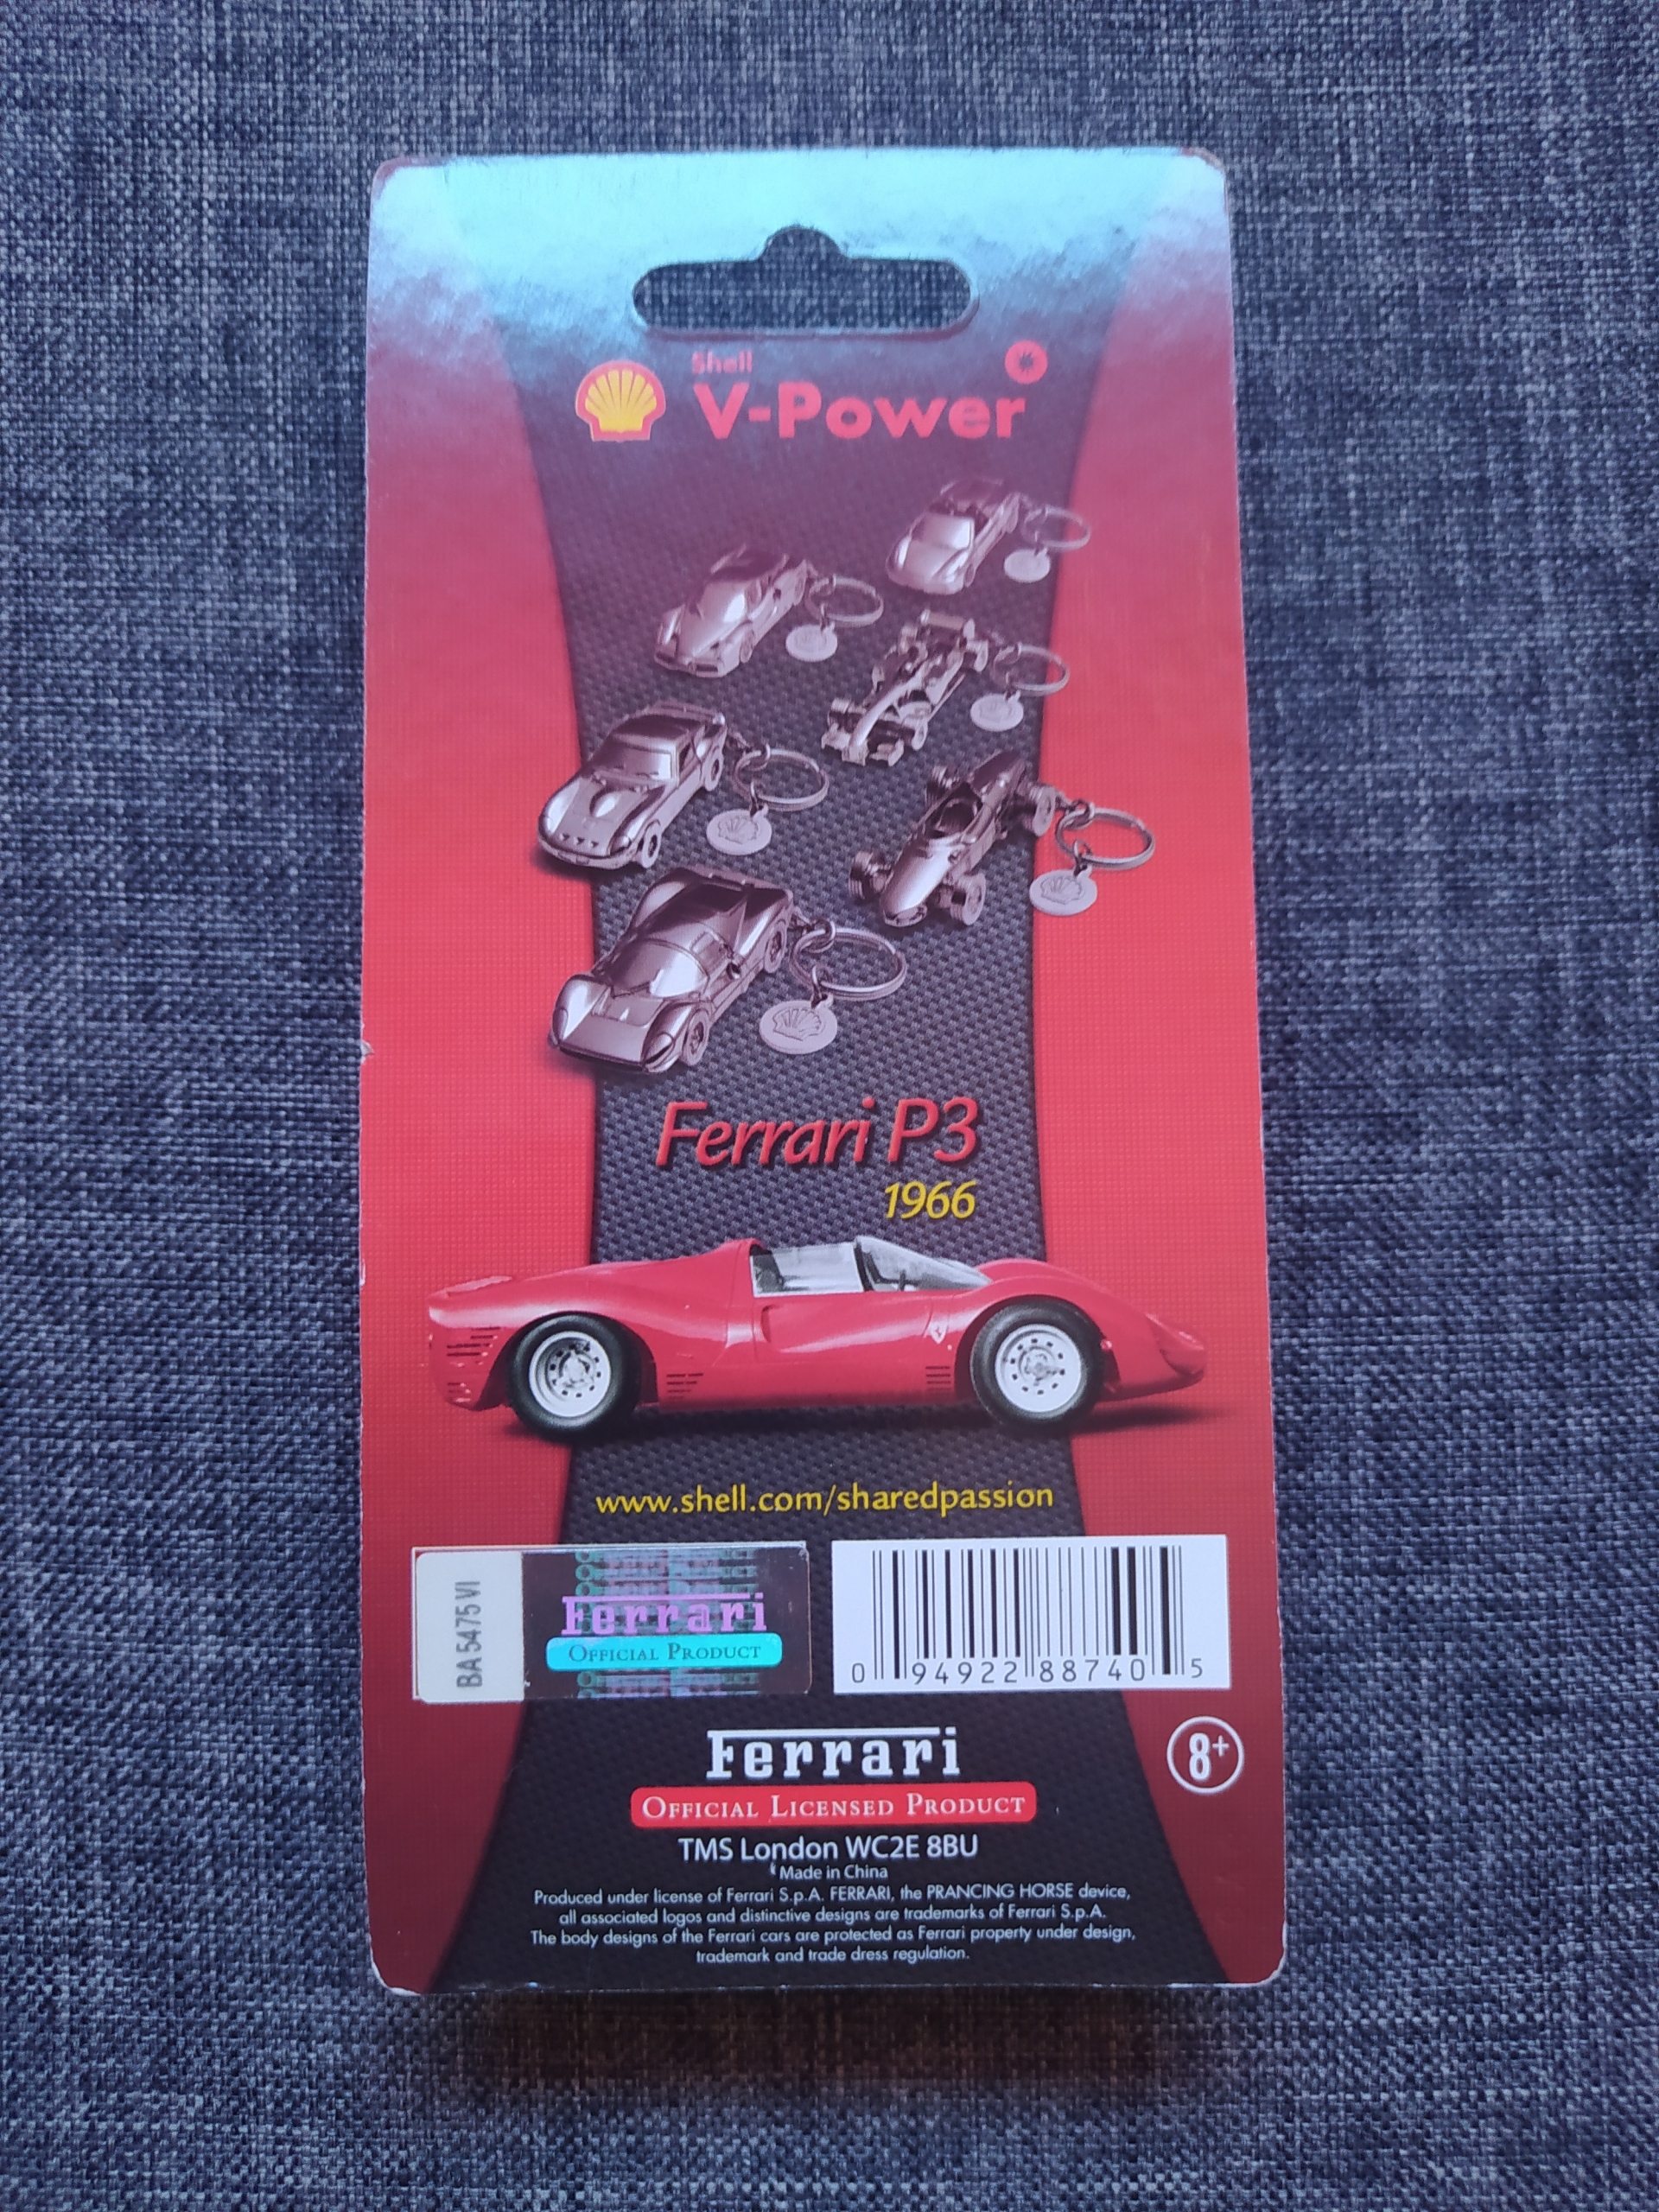 Shell
V-Power
Ferrari P3
1966
www.shell.com/sharedpassion
BA 5475 VI
Ferrari
OFFICIAL PRODUCT
0 94922 88740 5
Ferrari
OFFICIAL LICENSED PRODUCT
8+
TMS London WC2E 8BU
Made in China
Produced under license of Ferrari S.p.A. FERRARI, the PRANCING HORSE device,
all associated logos and distinctive designs are trademarks of Ferrari S.p.A.
The body designs of the Ferrari cars are protected as Ferrari property under design,
trademark and trade dress regulation.